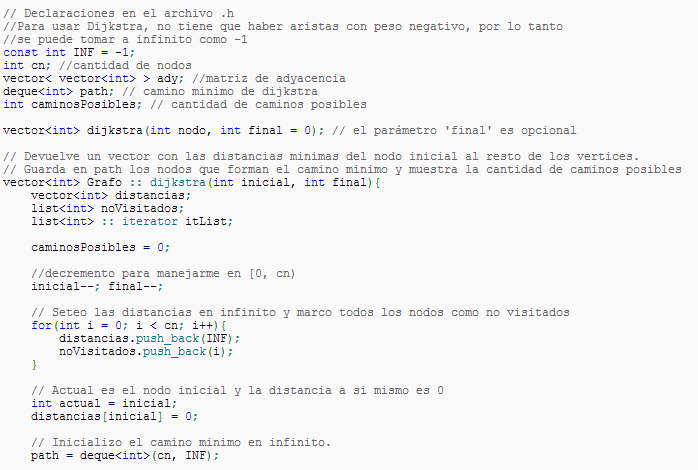 // Declaraciones en el archivo .h
//Para usar Dijkstra, no tiene que haber aristas con peso negativo, por lo tanto
//se puede tomar a infinito como -1
const int INF = -1;
int cn; //cantidad de nodos
vector< vector<int> > ady; //matriz de adyacencia
deque<int> path; // camino minimo de dijkstra
int caminosPosibles; // cantidad de caminos posibles

vector<int> dijkstra(int nodo, int final = 0); // el parámetro 'final' es opcional

// Devuelve un vector con las distancias minimas del nodo inicial al resto de los vertices.
// Guarda en path los nodos que forman el camino minimo y muestra la cantidad de caminos posibles
vector<int> Grafo :: dijkstra(int inicial, int final){
    vector<int> distancias;
    list<int> noVisitados;
    list<int> :: iterator itList;

    caminosPosibles = 0;

    //decremento para manejarme en [0, cn)
    inicial--; final--;

    // Seteo las distancias en infinito y marco todos los nodos como no visitados
    for(int i = 0; i < cn; i++){
        distancias.push_back(INF);
        noVisitados.push_back(i);
    }

    // Actual es el nodo inicial y la distancia a si mismo es 0
    int actual = inicial;
    distancias[inicial] = 0;

    // Inicializo el camino minimo en infinito.
    path = deque<int>(cn, INF);